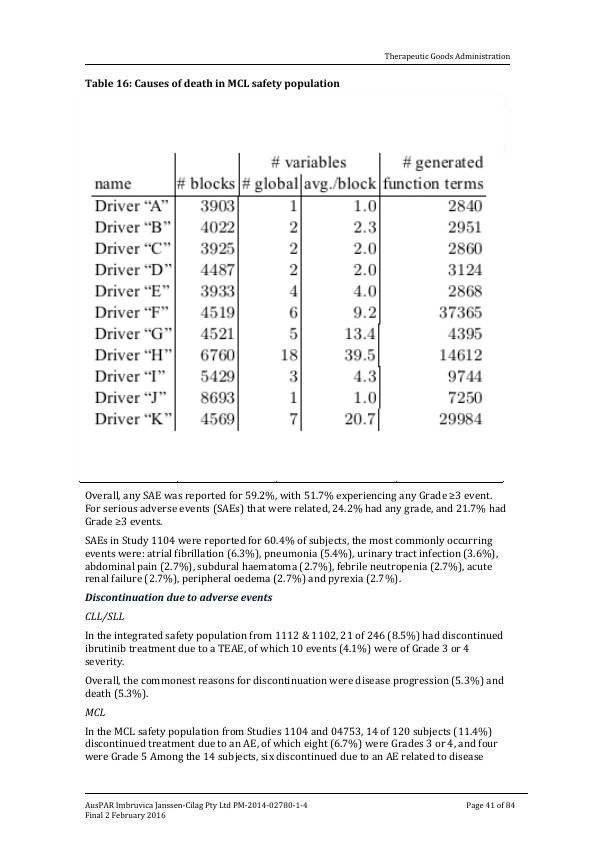 Therapeutic Goods Administration
Table 16: Causes of death in MCL safety population
# variables # generated
name # blocks # global avg./block function terms
Driver “A” 3903 1 1.0 2840
Driver “B” 4022 2 2.3 2951
Driver “C” 3925 2 2.0 2860
Driver “D” 4487 2 2.0 3124
Driver “E” 3933 4 4.0 2868
Driver “F” 4519 6 9.2 37365
Driver “G” 4521 5 13.4 4395
Driver “H” 6760 18 39.5 14612
Driver “I” 5429 3 4.3 9744
Driver “J” 8693 1 1.0 7250
Driver “K” 4569 7 20.7 29984
Overall, any SAE was reported for 59.2%, with 51.7% experiencing any Grade ≥3 event.
For serious adverse events (SAEs) that were related, 24.2% had any grade, and 21.7% had
Grade ≥3 events.
SAEs in Study 1104 were reported for 60.4% of subjects, the most commonly occurring
events were: atrial fibrillation (6.3%), pneumonia (5.4%), urinary tract infection (3.6%),
abdominal pain (2.7%), subdural haematoma (2.7%), febrile neutropenia (2.7%), acute
renal failure (2.7%), peripheral oedema (2.7%) and pyrexia (2.7%).
Discontinuation due to adverse events
CLL/SLL
In the integrated safety population from 1112 & 1102, 21 of 246 (8.5%) had discontinued
ibrutinib treatment due to a TEAE, of which 10 events (4.1%) were of Grade 3 or 4
severity.
Overall, the commonest reasons for discontinuation were disease progression (5.3%) and
death (5.3%).
MCL
In the MCL safety population from Studies 1104 and 04753, 14 of 120 subjects (11.4%)
discontinued treatment due to an AE, of which eight (6.7%) were Grades 3 or 4, and four
were Grade 5 Among the 14 subjects, six discontinued due to an AE related to disease
AusPAR Imbruvica Janssen-Cilag Pty Ltd PM-2014-02780-1-4 Page 41 of 84
Final 2 February 2016